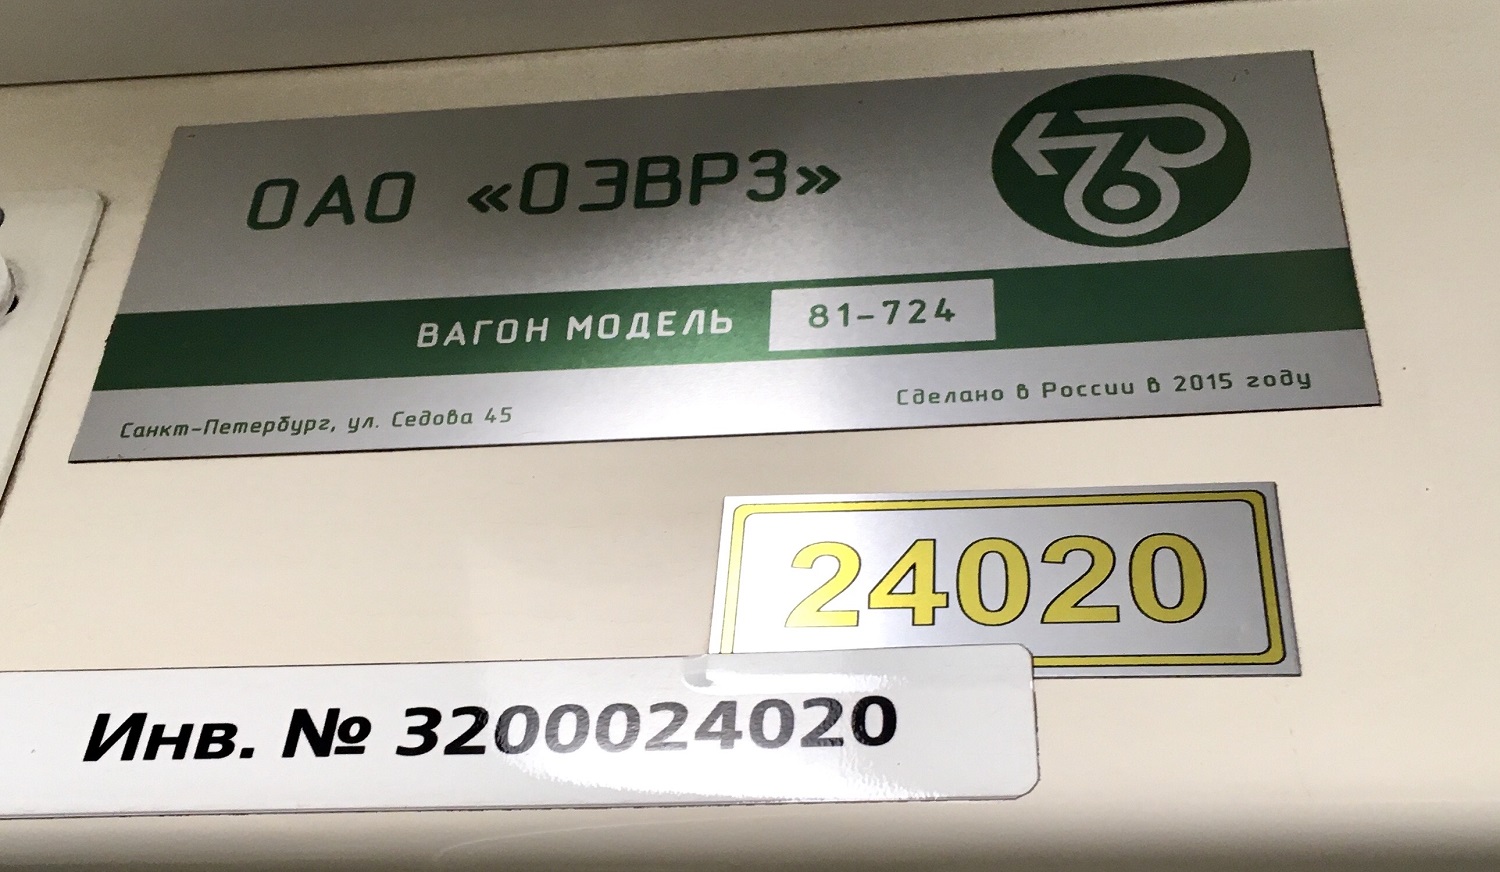 ОАО «ОЭВРЗ»
ВАГОН МОДЕЛЬ 81-724
Санкт-Петербург, ул. Седова 45
Сделано в России в 2015 году
24020
Инв. № 3200024020